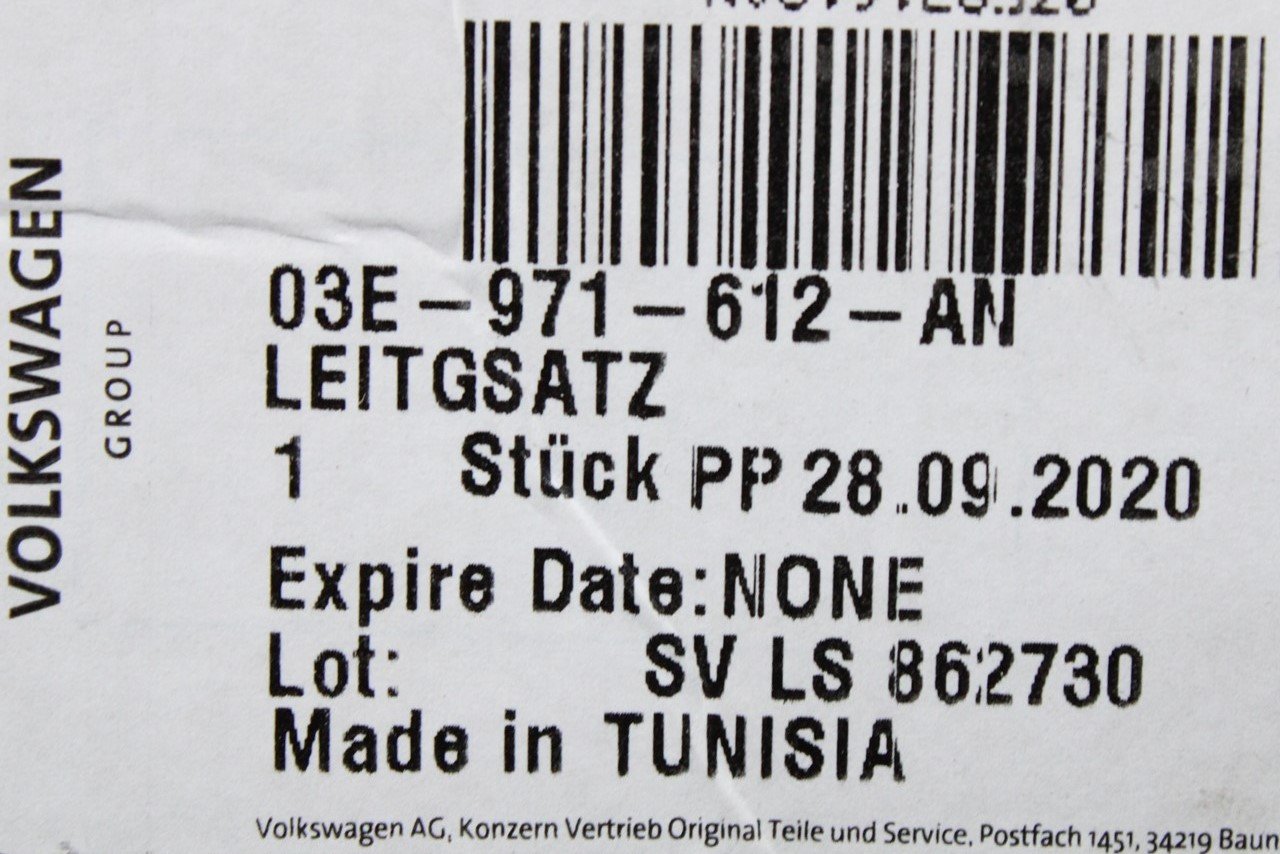 VOLKSWAGEN
GROUP
03E-971-612-AN
LEITGSATZ
1 Stück PP 28.09.2020
Expire Date:NONE
Lot: SV LS 862730
Made in TUNISIA
Volkswagen AG, Konzern Vertrieb Original Teile und Service, Postfach 1451, 34219 Baun